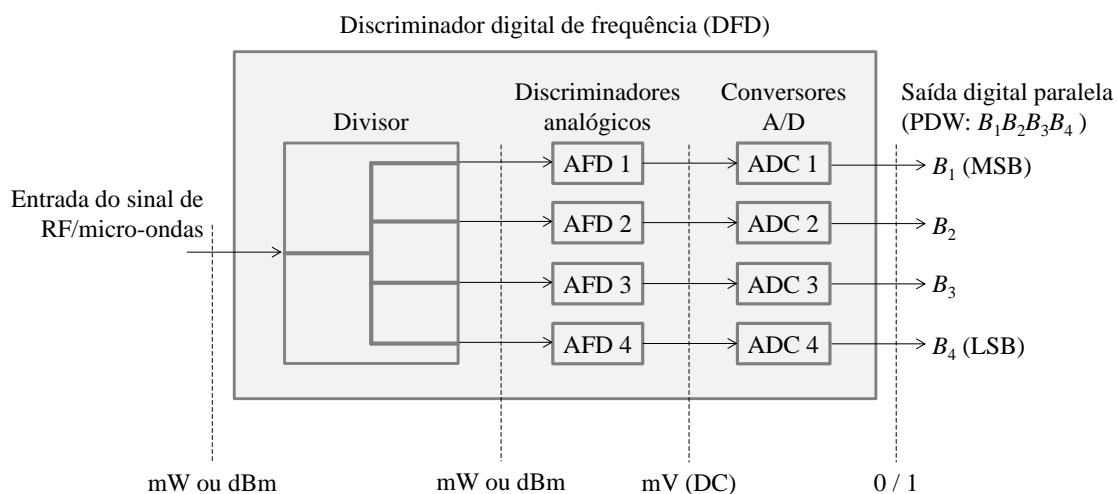 Discriminador digital de frequência (DFD)
Divisor
Discriminadores
analógicos
Conversores
A/D
Saída digital paralela
(PDW: B₁B₂B₃B₄ )
Entrada do sinal de
RF/micro-ondas
AFD 1
ADC 1
B₁ (MSB)
AFD 2
ADC 2
B₂
AFD 3
ADC 3
B₃
AFD 4
ADC 4
B₄ (LSB)
mW ou dBm
mW ou dBm
mV (DC)
0 / 1